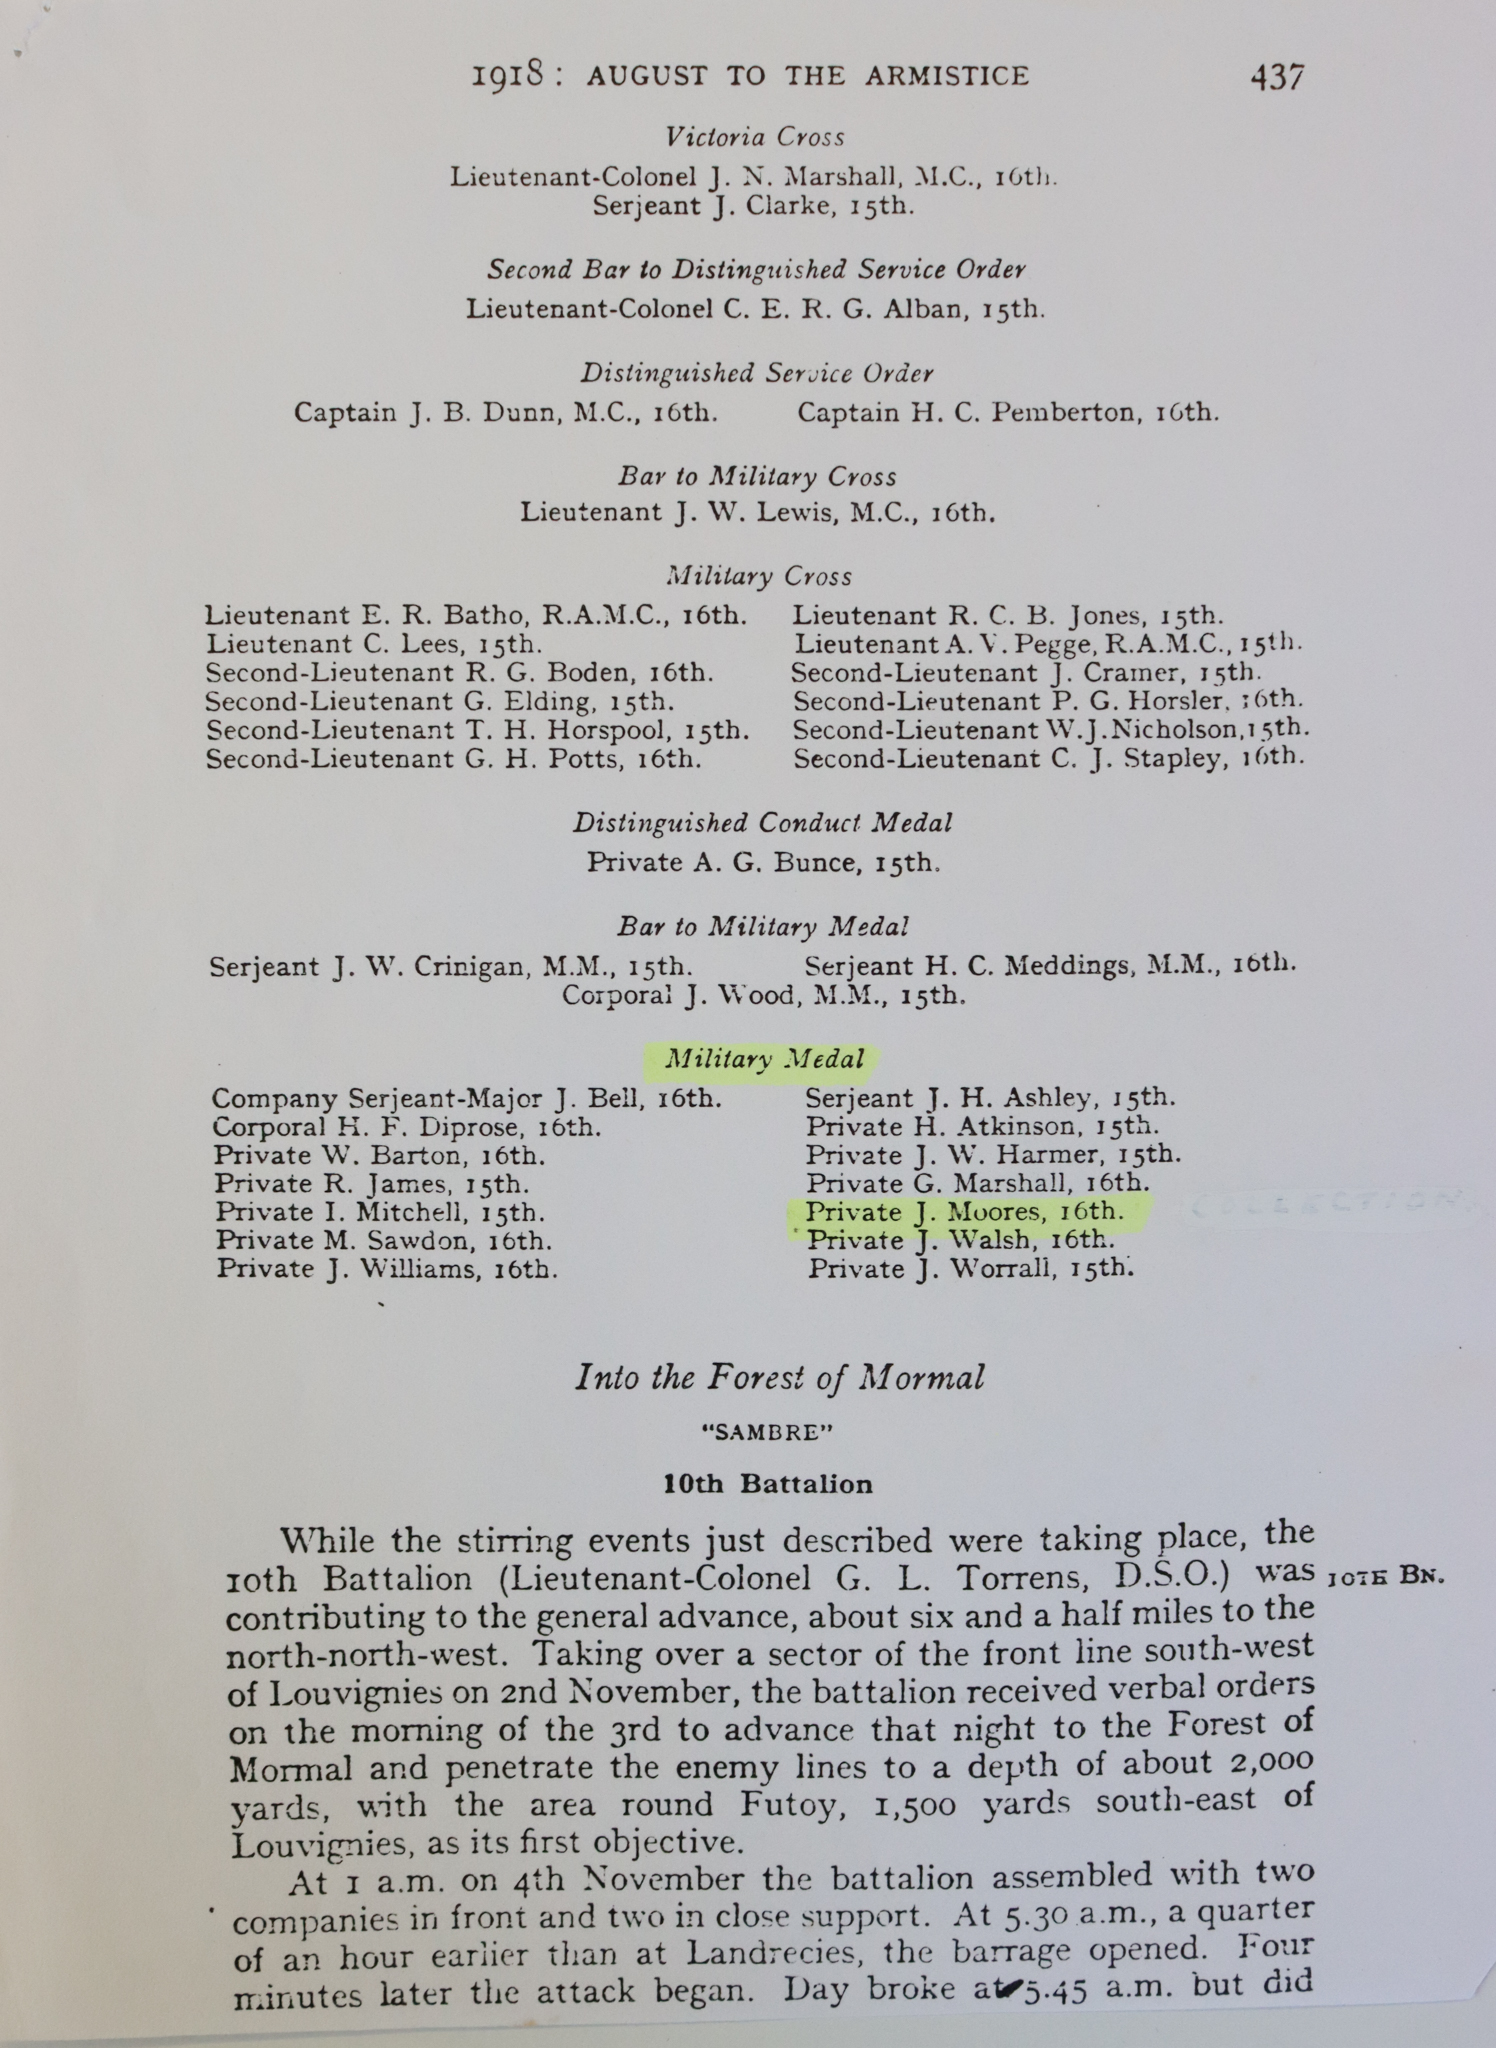 1918: AUGUST TO THE ARMISTICE 437
Victoria Cross
Lieutenant-Colonel J. N. Marshall, M.C., 16th.
Serjeant J. Clarke, 15th.
Second Bar to Distinguished Service Order
Lieutenant-Colonel C. E. R. G. Alban, 15th.
Distinguished Service Order
Captain J. B. Dunn, M.C., 16th. Captain H. C. Pemberton, 16th.
Bar to Military Cross
Lieutenant J. W. Lewis, M.C., 16th.
Military Cross
Lieutenant E. R. Batho, R.A.M.C., 16th. Lieutenant R. C. B. Jones, 15th.
Lieutenant C. Lees, 15th. Lieutenant A. V. Pegge, R.A.M.C., 15th.
Second-Lieutenant R. G. Boden, 16th. Second-Lieutenant J. Cramer, 15th.
Second-Lieutenant G. Elding, 15th. Second-Lieutenant P. G. Horsler, 16th.
Second-Lieutenant T. H. Horspool, 15th. Second-Lieutenant W. J. Nicholson, 15th.
Second-Lieutenant G. H. Potts, 16th. Second-Lieutenant C. J. Stapley, 16th.
Distinguished Conduct Medal
Private A. G. Bunce, 15th.
Bar to Military Medal
Serjeant J. W. Crinigan, M.M., 15th. Serjeant H. C. Meddings, M.M., 16th.
Corporal J. Wood, M.M., 15th.
Military Medal
Company Serjeant-Major J. Bell, 16th. Serjeant J. H. Ashley, 15th.
Corporal H. F. Diprose, 16th. Private H. Atkinson, 15th.
Private W. Barton, 16th. Private J. W. Harmer, 15th.
Private R. James, 15th. Private G. Marshall, 16th.
Private I. Mitchell, 15th. Private J. Moores, 16th. COLLECTION
Private M. Sawdon, 16th. Private J. Walsh, 16th.
Private J. Williams, 16th. Private J. Worrall, 15th.
Into the Forest of Mormal
"SAMBRE"
10th Battalion
While the stirring events just described were taking place, the
10th Battalion (Lieutenant-Colonel G. L. Torrens, D.S.O.) was 10TH BN.
contributing to the general advance, about six and a half miles to the
north-north-west. Taking over a sector of the front line south-west
of Louvignies on 2nd November, the battalion received verbal orders
on the morning of the 3rd to advance that night to the Forest of
Mormal and penetrate the enemy lines to a depth of about 2,000
yards, with the area round Futoy, 1,500 yards south-east of
Louvignies, as its first objective.
At 1 a.m. on 4th November the battalion assembled with two
companies in front and two in close support. At 5.30 a.m., a quarter
of an hour earlier than at Landrecies, the barrage opened. Four
minutes later the attack began. Day broke at 5.45 a.m. but did